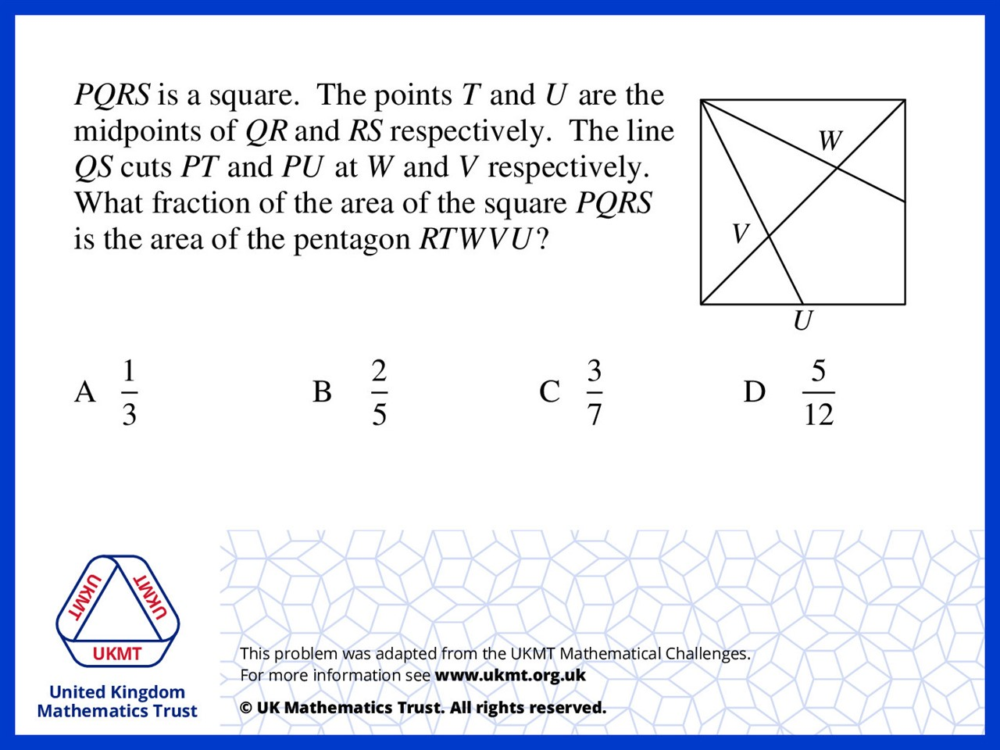 PQRS is a square. The points T and U are the
midpoints of QR and RS respectively. The line
QS cuts PT and PU at W and V respectively.
What fraction of the area of the square PQRS
is the area of the pentagon RTWVU?
W
V
U
A 1/3 B 2/5 C 3/7 D 5/12
UKMT
UKMT
UKMT
United Kingdom
Mathematics Trust
This problem was adapted from the UKMT Mathematical Challenges.
For more information see www.ukmt.org.uk
© UK Mathematics Trust. All rights reserved.